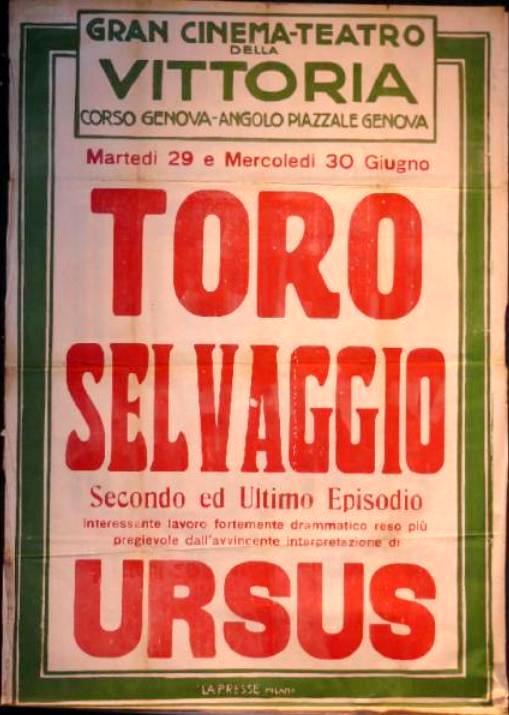 GRAN CINEMA-TEATRO
DELLA
VITTORIA
CORSO GENOVA-ANGOLO PIAZZALE GENOVA
Martedì 29 e Mercoledì 30 Giugno
TORO
SELVAGGIO
Secondo ed Ultimo Episodio
Interessante lavoro fortemente drammatico reso più
pregievole dall'avvincente interpretazione di
URSUS
"LA PRESSE MILANO